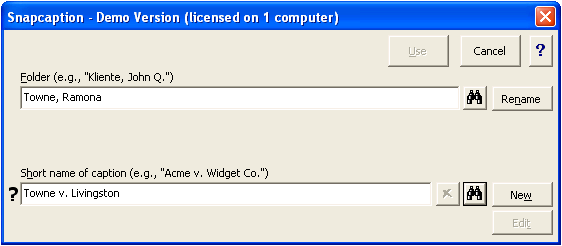 Snapcaption - Demo Version (licensed on 1 computer)
Use Cancel ?
Folder (e.g., "Kliente, John Q.")
Towne, Ramona Rename
Short name of caption (e.g., "Acme v. Widget Co.")
? Towne v. Livingston New
Edit